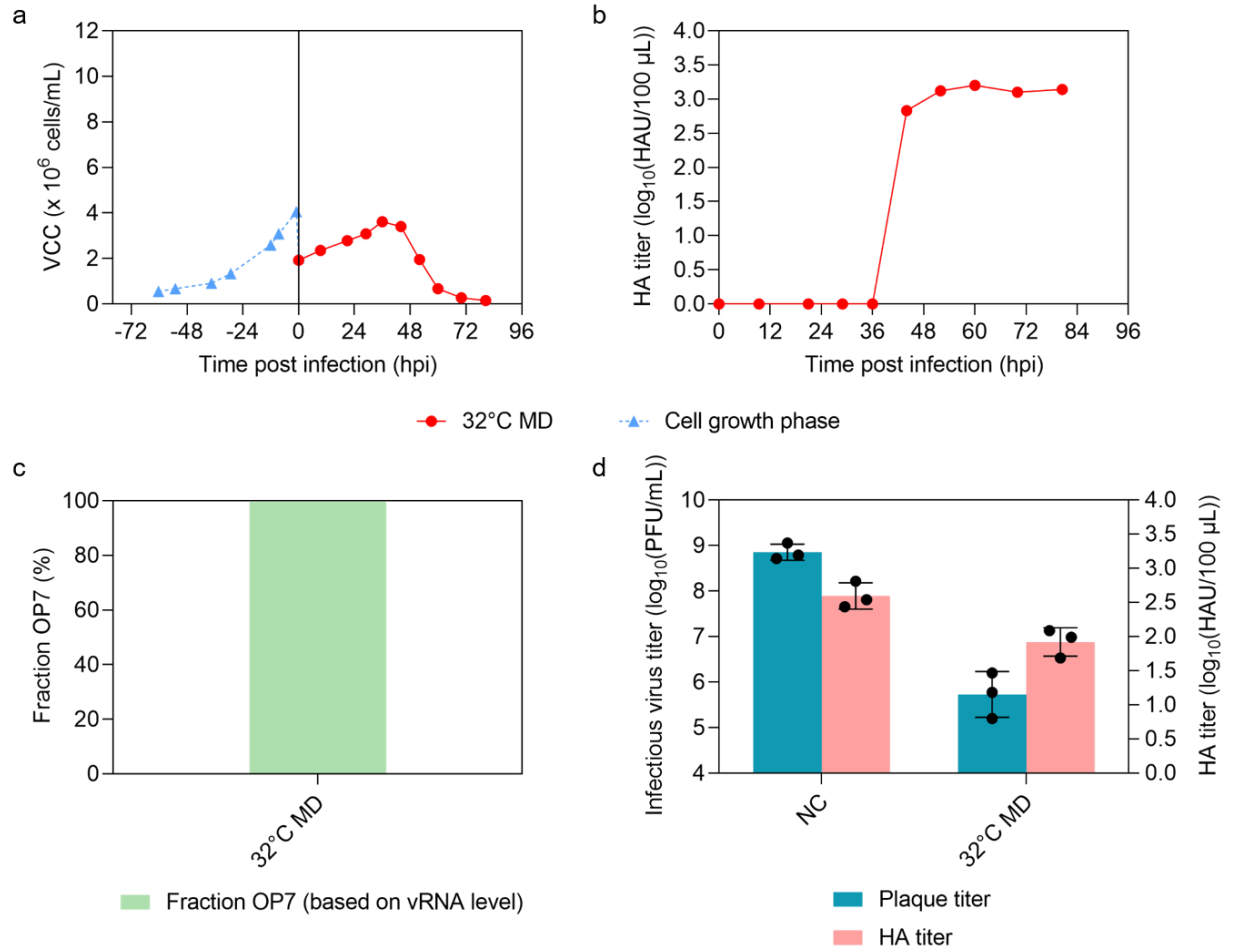 a
VCC (x 10⁶ cells/mL)
12
10
8
6
4
2
0
-72 -48 -24 0 24 48 72 96
Time post infection (hpi)
b
HA titer (log₁₀(HAU/100 µL))
4.0
3.5
3.0
2.5
2.0
1.5
1.0
0.5
0.0
0 12 24 36 48 60 72 84 96
Time post infection (hpi)
32°C MD Cell growth phase
c
Fraction OP7 (%)
100
80
60
40
20
0
32°C MD
Fraction OP7 (based on vRNA level)
d
Infectious virus titer (log₁₀(PFU/mL))
10
9
8
7
6
5
4
4.0
3.5
3.0
2.5
2.0
1.5
1.0
0.5
0.0
HA titer (log₁₀(HAU/100 µL))
NC
32°C MD
Plaque titer
HA titer